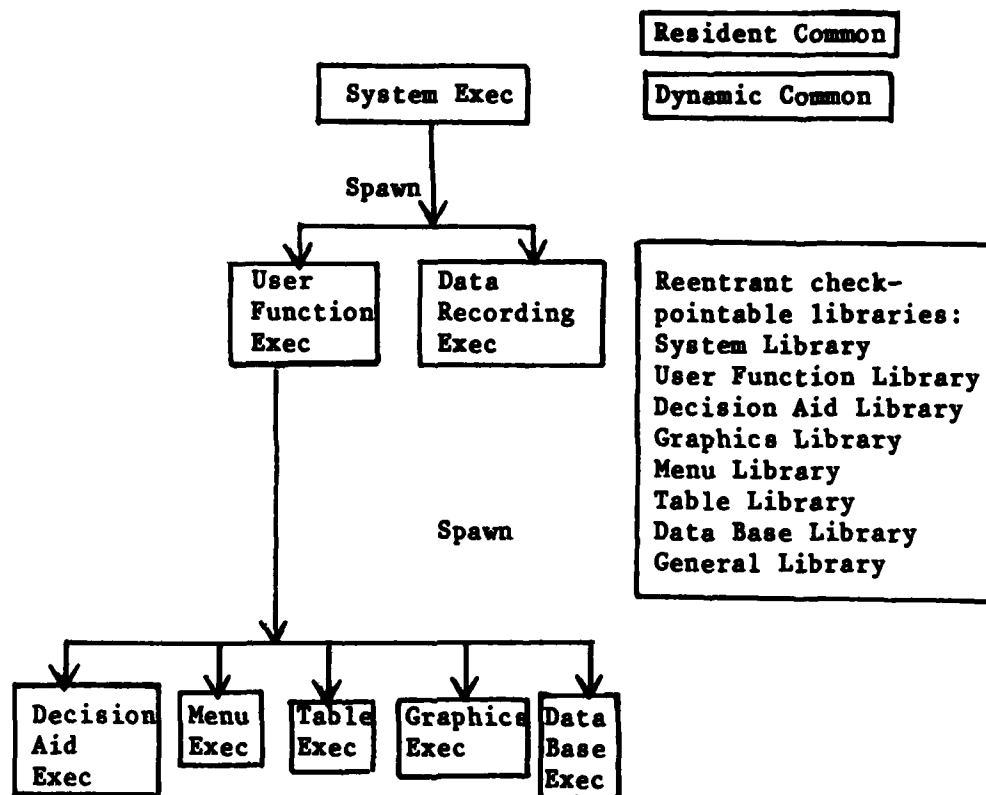 Resident Common
System Exec
Dynamic Common
Spawn
User
Function
Exec
Data
Recording
Exec
Reentrant check-
pointable libraries:
System Library
User Function Library
Decision Aid Library
Graphics Library
Menu Library
Table Library
Data Base Library
General Library
Spawn
Decision
Aid
Exec
Menu
Exec
Table
Exec
Graphics
Exec
Data
Base
Exec